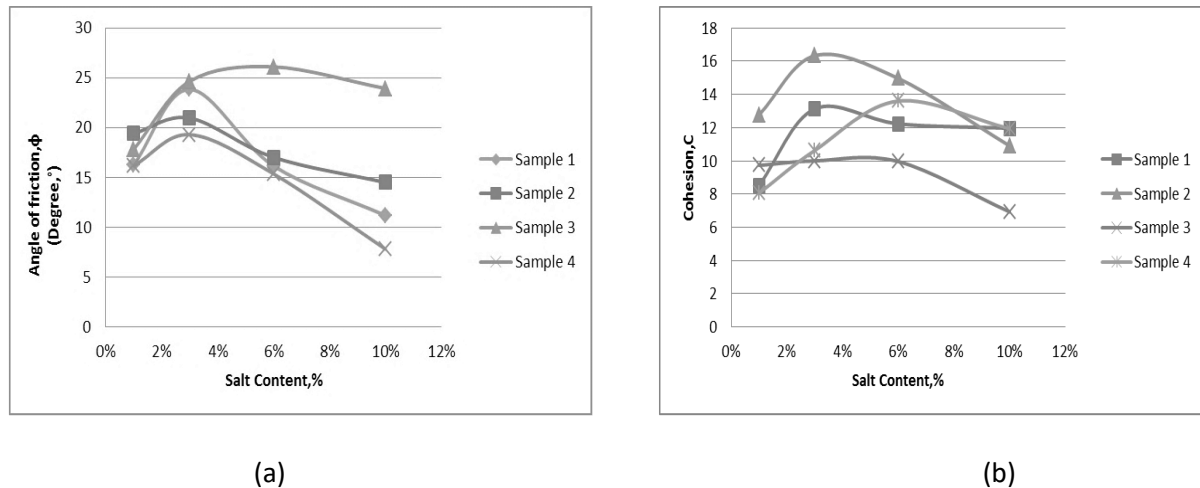 30
25
20
15
10
5
0
Angle of friction,ф
(Degree,°)
0%
2%
4%
6%
8%
10%
12%
Salt Content,%
Sample 1
Sample 2
Sample 3
Sample 4
(a)
18
16
14
12
10
8
6
4
2
0
Cohesion,C
0%
2%
4%
6%
8%
10%
12%
Salt Content,%
Sample 1
Sample 2
Sample 3
Sample 4
(b)